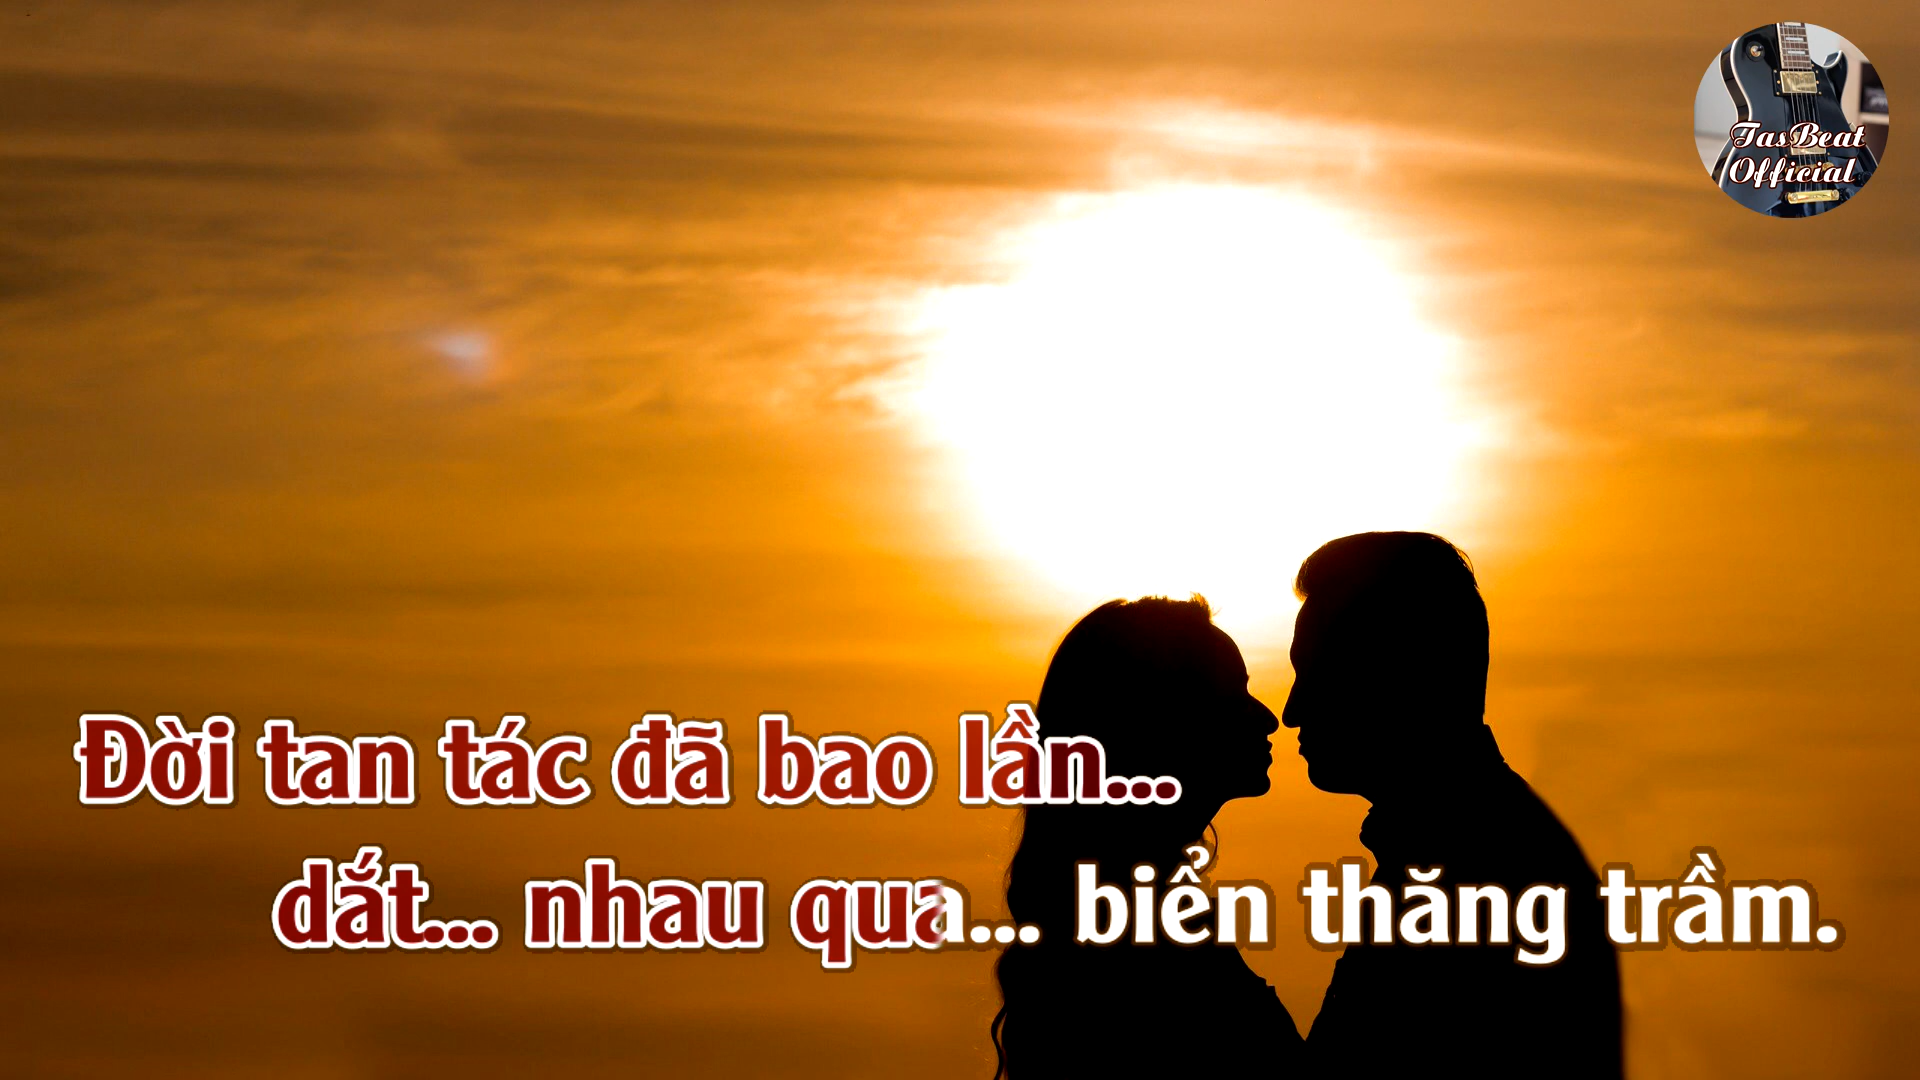 TasBeat
Official
Đời tan tác đã bao lần...
dắt... nhau qua... biển thăng trầm.